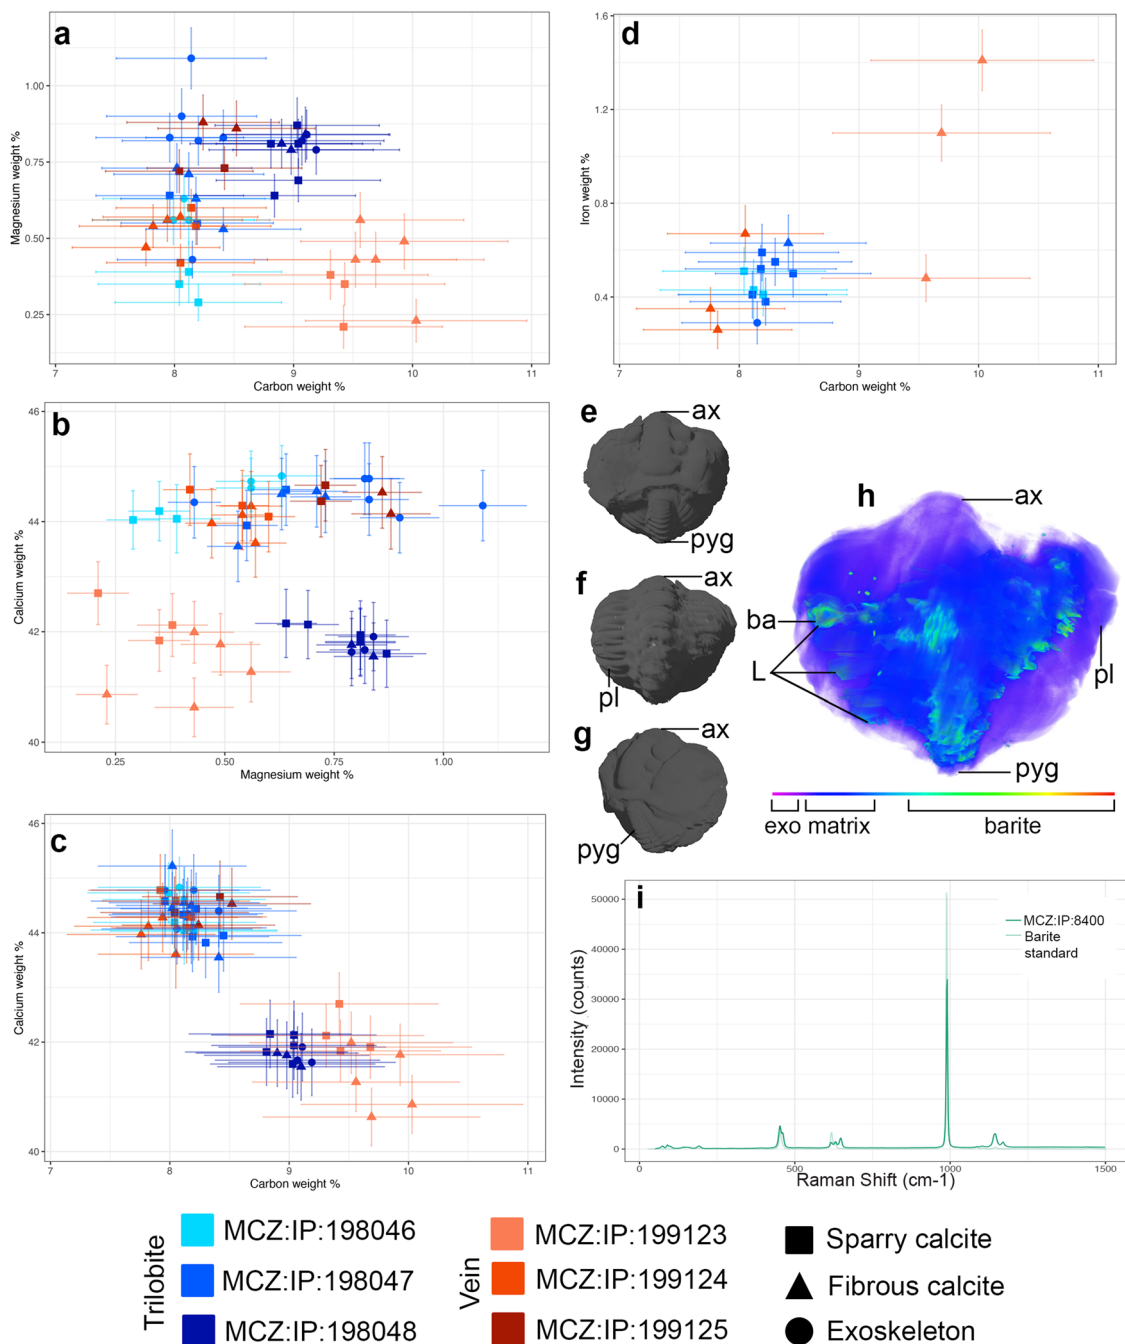 a
Magnesium weight %
1.00
0.75
0.50
0.25
7 8 9 10 11
Carbon weight %
d
Iron weight %
1.6
1.2
0.8
0.4
7 8 9 10 11
Carbon weight %
b
Calcium weight %
46
44
42
40
0.25 0.50 0.75 1.00
Magnesium weight %
e
ax
pyg
f
ax
pl
g
ax
pyg
h
ax
ba
L
pl
pyg
exo matrix barite
c
Calcium weight %
46
44
42
40
7 8 9 10 11
Carbon weight %
i
Intensity (counts)
50000
40000
30000
20000
10000
0
MCZ:IP:8400
Barite
standard
0 500 1000 1500
Raman Shift (cm-1)
Trilobite
MCZ:IP:198046
MCZ:IP:198047
MCZ:IP:198048
Vein
MCZ:IP:199123
MCZ:IP:199124
MCZ:IP:199125
Sparry calcite
Fibrous calcite
Exoskeleton